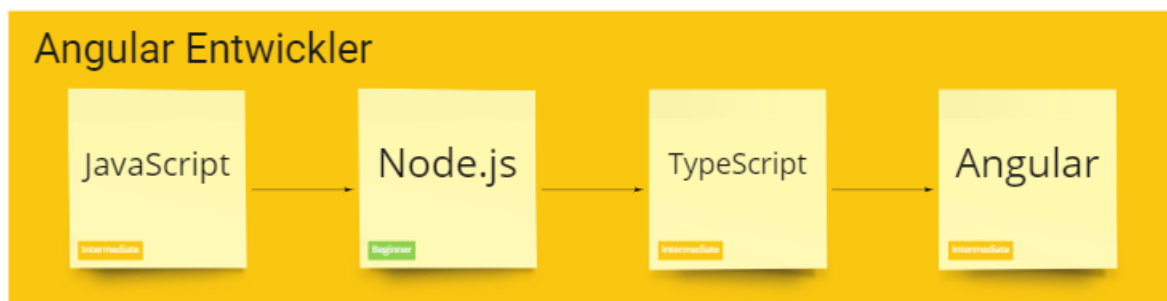 Angular Entwickler
JavaScript
Node.js
TypeScript
Angular
Intermediate
Beginner
Intermediate
Intermediate